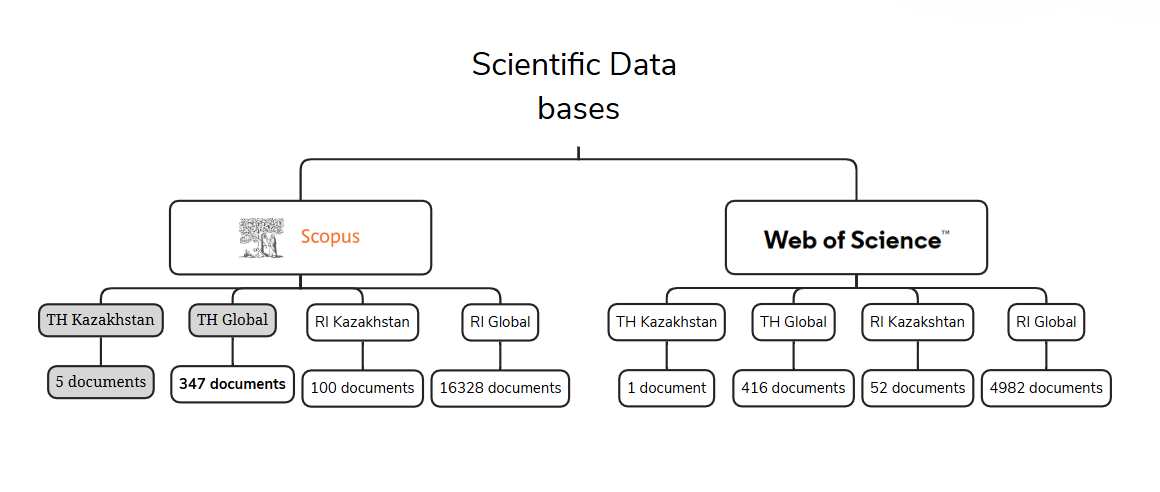 Scientific Data
bases
Scopus
Web of Science™
TH Kazakhstan
TH Global
RI Kazakhstan
RI Global
TH Kazakhstan
TH Global
RI Kazakshtan
RI Global
5 documents
347 documents
100 documents
16328 documents
1 document
416 documents
52 documents
4982 documents